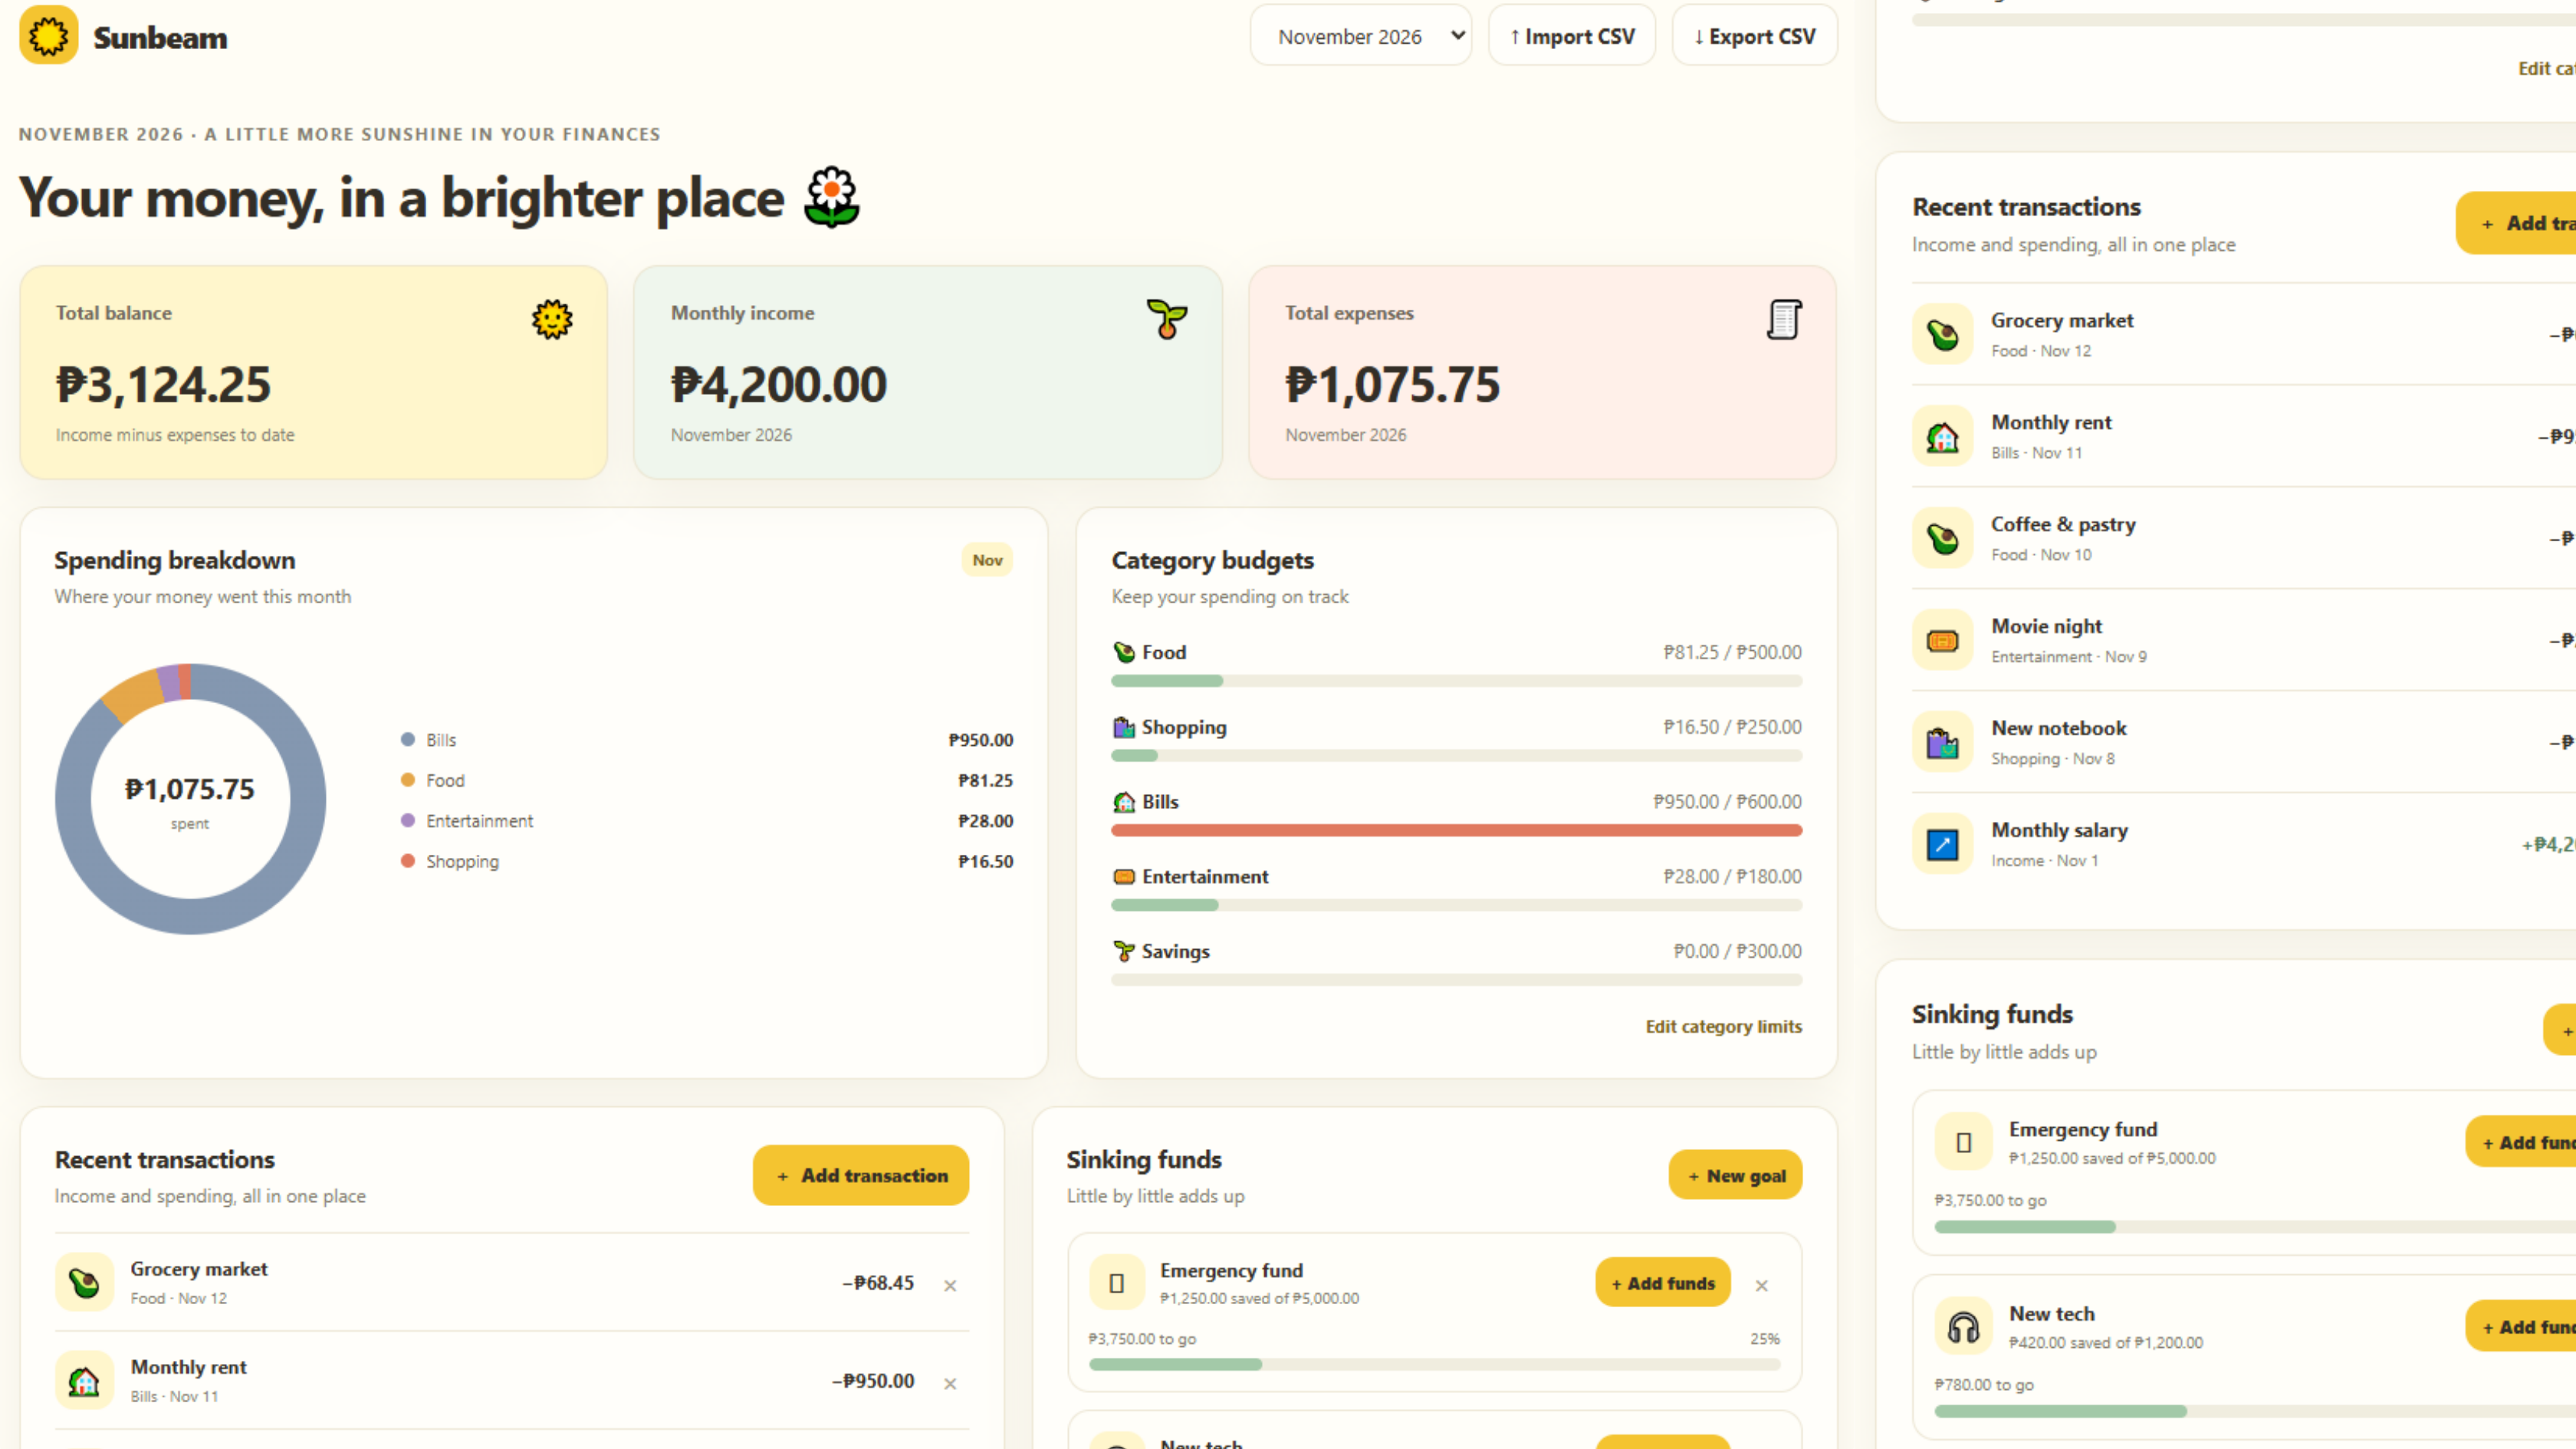 Sunbeam
November 2026
↑ Import CSV
↓ Export CSV
NOVEMBER 2026 · A LITTLE MORE SUNSHINE IN YOUR FINANCES
Your money, in a brighter place
Total balance
₱3,124.25
Income minus expenses to date
Monthly income
₱4,200.00
November 2026
Total expenses
₱1,075.75
November 2026
Spending breakdown
Nov
Where your money went this month
₱1,075.75
spent
Bills ₱950.00
Food ₱81.25
Entertainment ₱28.00
Shopping ₱16.50
Category budgets
Keep your spending on track
Food ₱81.25 / ₱500.00
Shopping ₱16.50 / ₱250.00
Bills ₱950.00 / ₱600.00
Entertainment ₱28.00 / ₱180.00
Savings ₱0.00 / ₱300.00
Edit category limits
Recent transactions
Income and spending, all in one place
+ Add transaction
Grocery market
Food · Nov 12
−₱68.45 ×
Monthly rent
Bills · Nov 11
−₱950.00 ×
Sinking funds
Little by little adds up
+ New goal
Emergency fund
₱1,250.00 saved of ₱5,000.00
+ Add funds ×
₱3,750.00 to go 25%
New tech
Edit
Recent transactions
Income and spending, all in one place
+ Add
Grocery market
Food · Nov 12
−₱
Monthly rent
Bills · Nov 11
−₱9
Coffee & pastry
Food · Nov 10
−₱
Movie night
Entertainment · Nov 9
−₱
New notebook
Shopping · Nov 8
−₱
Monthly salary
Income · Nov 1
+₱4,2
Sinking funds
Little by little adds up
+
Emergency fund
₱1,250.00 saved of ₱5,000.00
+ Add
₱3,750.00 to go
New tech
₱420.00 saved of ₱1,200.00
+ Add
₱780.00 to go